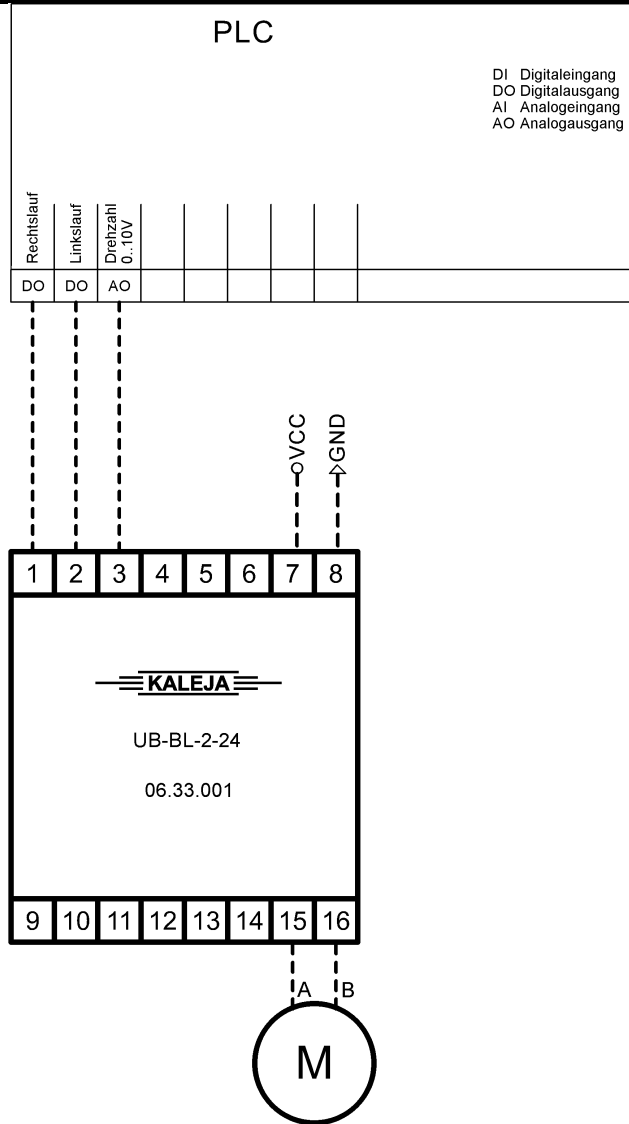 PLC
DI Digitaleingang
DO Digitalausgang
AI Analogeingang
AO Analogausgang
Rechtslauf
Linkslauf
Drehzahl
0..10V
DO DO AO
VCC
GND
1 2 3 4 5 6 7 8
KALEJA
UB-BL-2-24
06.33.001
9 10 11 12 13 14 15 16
A B
M